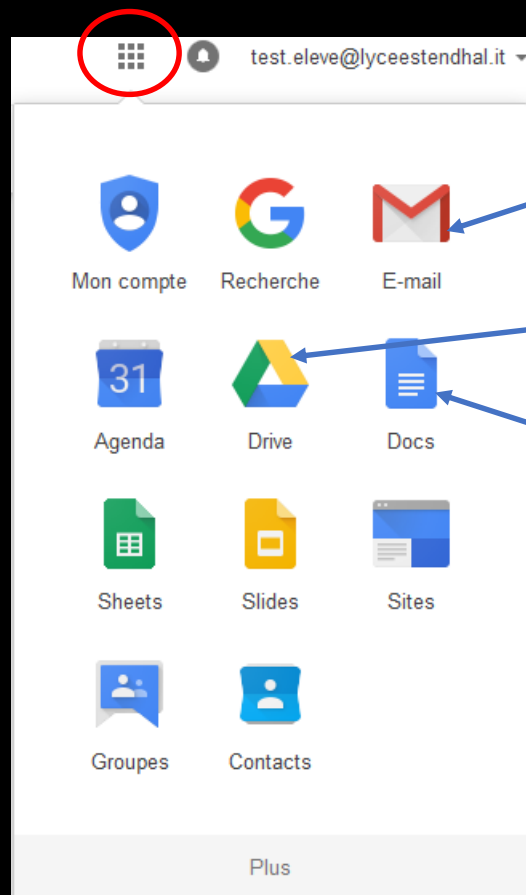 test.eleve@lyceestendhal.it
Mon compte Recherche E-mail
31
Agenda Drive Docs
Sheets Slides Sites
Groupes Contacts
Plus